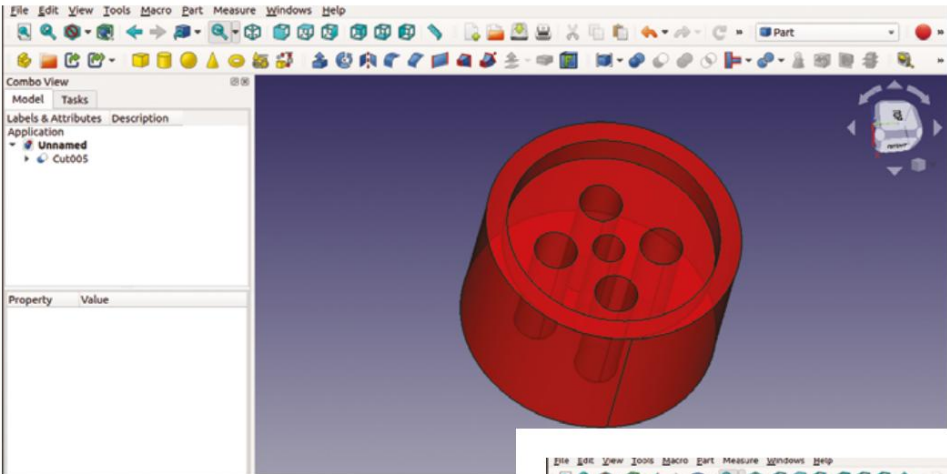 File Edit View Tools Macro Part Measure Windows Help
Part
Combo View
Model Tasks
Labels & Attributes Description
Application
Unnamed
Cut005
Property Value
File Edit View Tools Macro Part Measure Windows Help